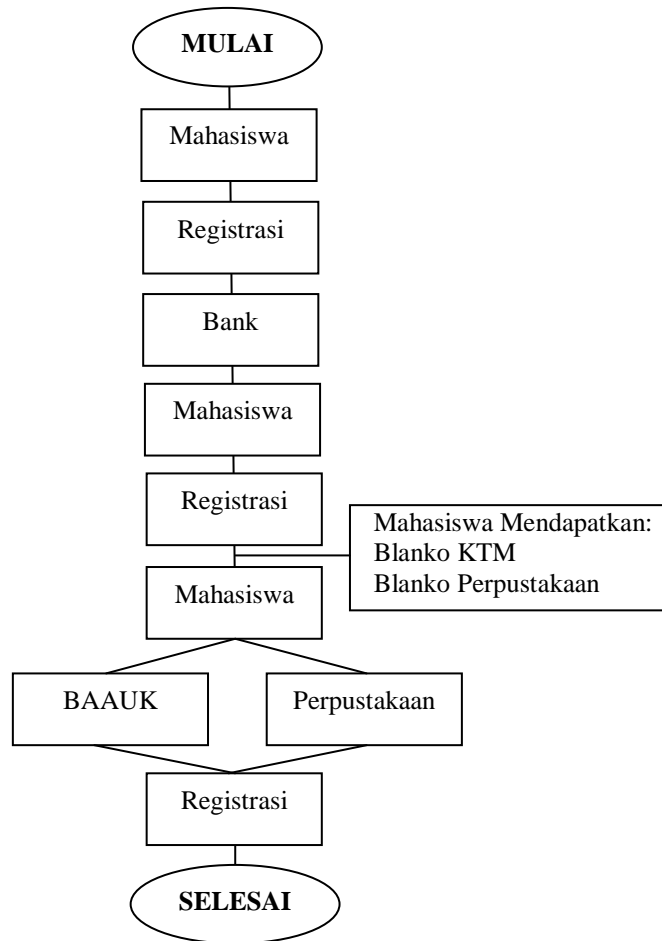 MULAI
Mahasiswa
Registrasi
Bank
Mahasiswa
Registrasi
Mahasiswa Mendapatkan:
Blanko KTM
Blanko Perpustakaan
Mahasiswa
BAAUK
Perpustakaan
Registrasi
SELESAI